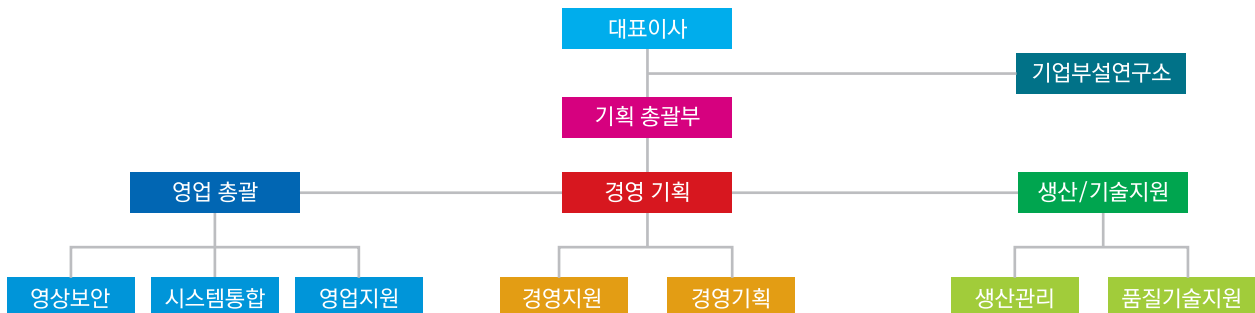 대표이사
기업부설연구소
기획 총괄부
영업 총괄
경영 기획
생산/기술지원
영상보안
시스템통합
영업지원
경영지원
경영기획
생산관리
품질기술지원